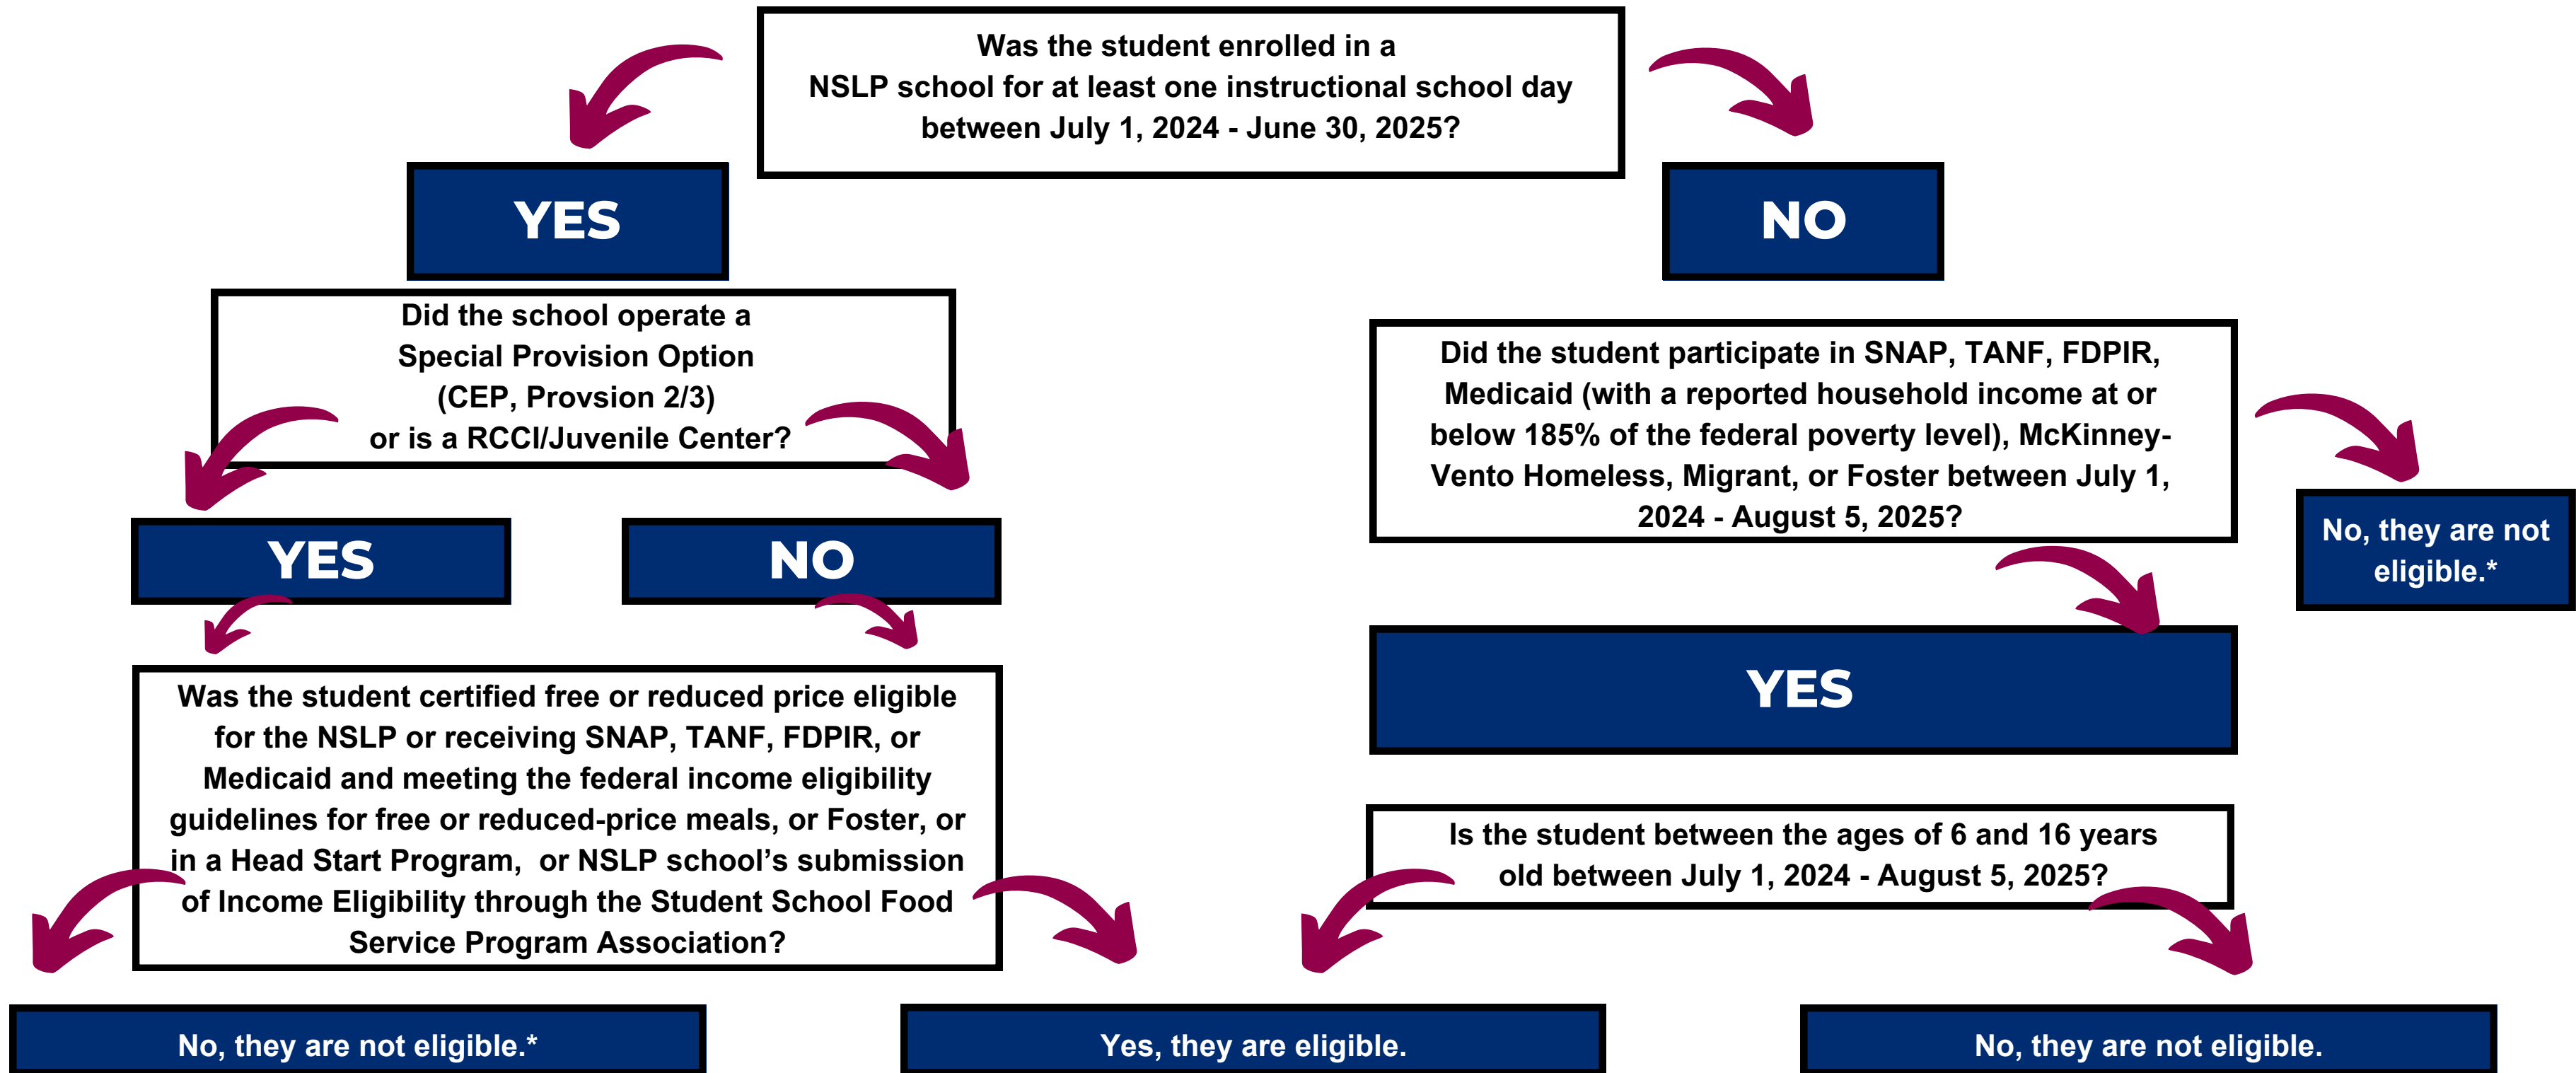 Was the student enrolled in a
NSLP school for at least one instructional school day
between July 1, 2024 - June 30, 2025?
YES
NO
Did the school operate a
Special Provision Option
(CEP, Provsion 2/3)
or is a RCCI/Juvenile Center?
Did the student participate in SNAP, TANF, FDPIR,
Medicaid (with a reported household income at or
below 185% of the federal poverty level), McKinney-
Vento Homeless, Migrant, or Foster between July 1,
2024 - August 5, 2025?
No, they are not
eligible.*
YES
NO
YES
Was the student certified free or reduced price eligible
for the NSLP or receiving SNAP, TANF, FDPIR, or
Medicaid and meeting the federal income eligibility
guidelines for free or reduced-price meals, or Foster, or
in a Head Start Program, or NSLP school’s submission
of Income Eligibility through the Student School Food
Service Program Association?
Is the student between the ages of 6 and 16 years
old between July 1, 2024 - August 5, 2025?
No, they are not eligible.*
Yes, they are eligible.
No, they are not eligible.